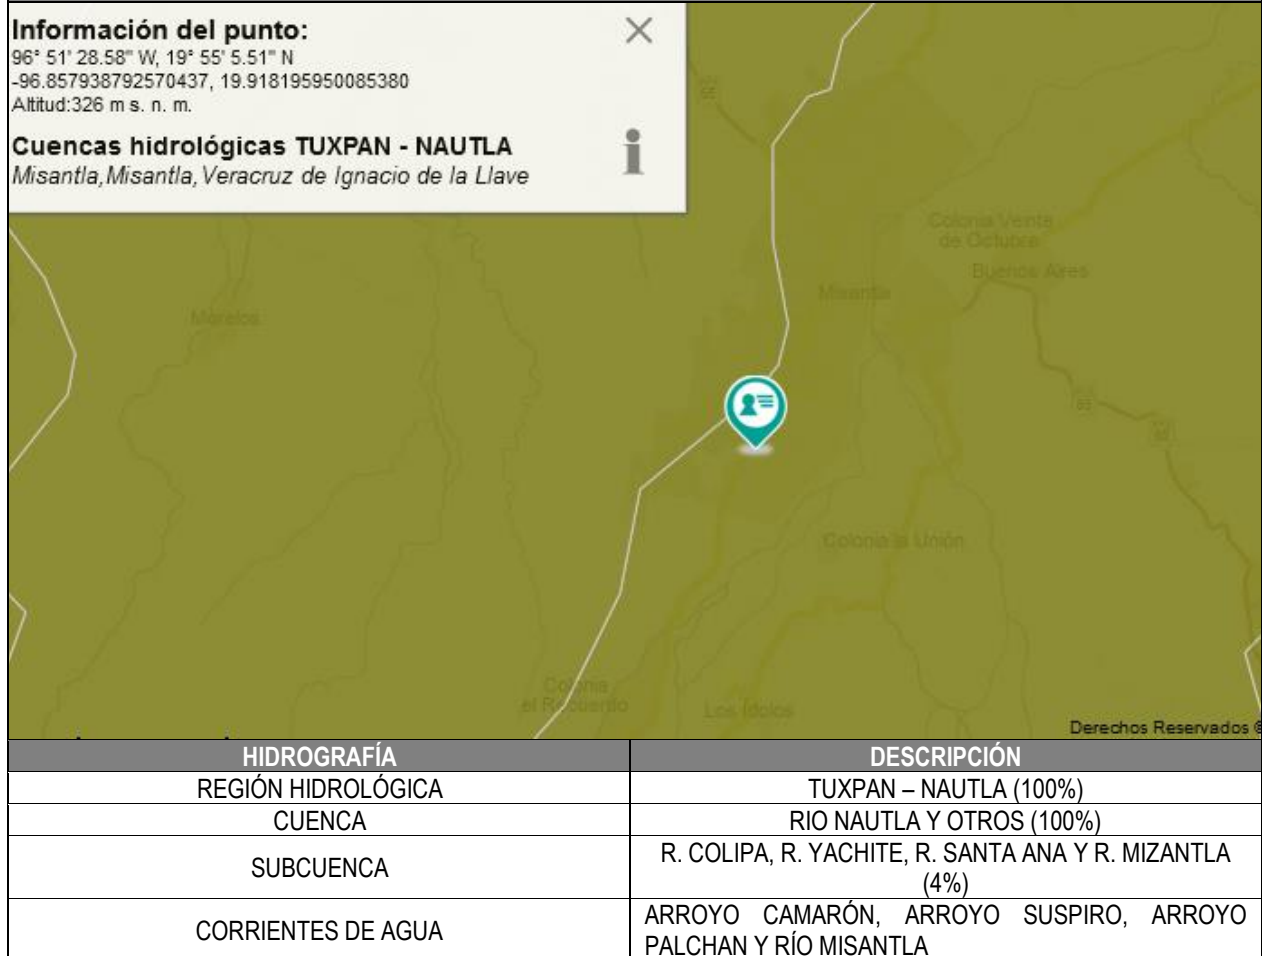 Información del punto:
96° 51' 28.58" W, 19° 55' 5.51" N
-96.857938792570437, 19.918195950085380
Altitud:326 m s. n. m.
Cuencas hidrológicas TUXPAN - NAUTLA
Misantla,Misantla,Veracruz de Ignacio de la Llave
Colonia Veinte
de Octubre
Buenos Aires
Misantla
Morelos
Colonia la Unión
Colonia
el Recuerdo
Los Ídolos
Derechos Reservados ©
HIDROGRAFÍA
DESCRIPCIÓN
REGIÓN HIDROLÓGICA
TUXPAN – NAUTLA (100%)
CUENCA
RIO NAUTLA Y OTROS (100%)
SUBCUENCA
R. COLIPA, R. YACHITE, R. SANTA ANA Y R. MIZANTLA
(4%)
CORRIENTES DE AGUA
ARROYO CAMARÓN, ARROYO SUSPIRO, ARROYO
PALCHAN Y RÍO MISANTLA